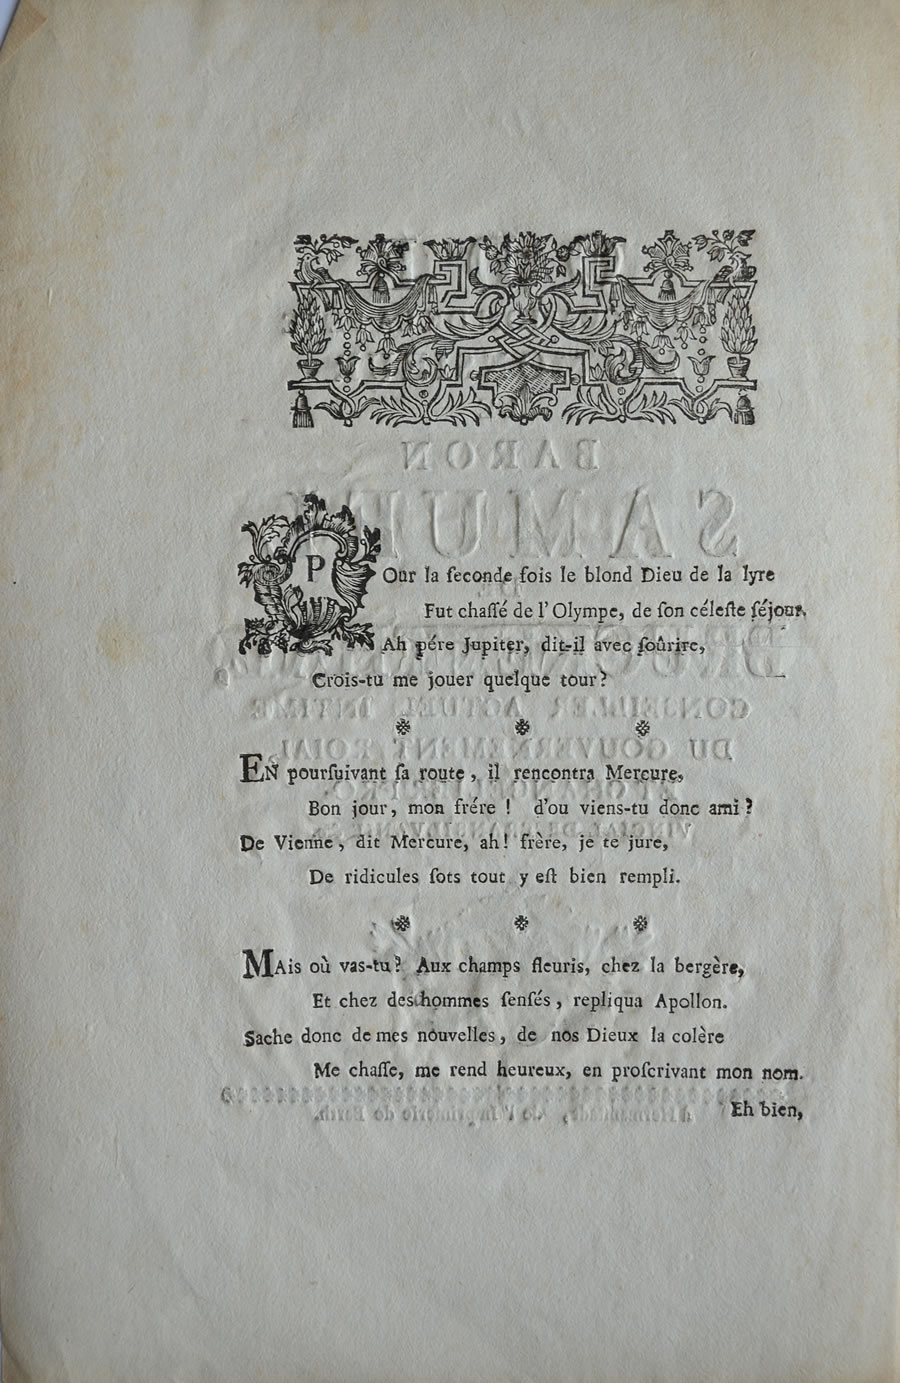 POur la ſeconde fois le blond Dieu de la lyre
Fut chaſſé de l' Olympe, de ſon céleſte ſéjour.
Ah pére Jupiter, dit-il avec ſoûrire,
Crois-tu me jouer quelque tour?
EN pourſuivant ſa route, il rencontra Mercure,
Bon jour, mon frére ! d'ou viens-tu donc ami?
De Vienne, dit Mercure, ah! frère, je te jure,
De ridicules ſots tout y eſt bien rempli.
MAis où vas-tu? Aux champs fleuris, chez la bergère,
Et chez des hommes ſenſés, repliqua Apollon.
Sache donc de mes nouvelles, de nos Dieux la colère
Me chaſſe, me rend heureux, en proſcrivant mon nom.
Eh bien,